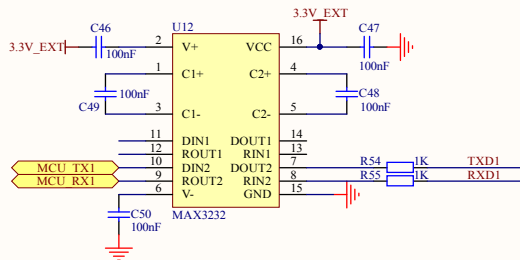 3.3V_EXT
C46
U12
C47
3.3V_EXT
100nF
2
V+
VCC
16
100nF
1
C1+
C2+
4
100nF
C49
C48
100nF
3
C1-
C2-
5
11
DIN1
DOUT1
14
12
ROUT1
RIN1
13
MCU_TX1
10
DIN2
DOUT2
7
R54
1K
TXD1
MCU_RX1
9
ROUT2
RIN2
8
R55
1K
RXD1
6
V-
GND
15
C50
100nF
MAX3232